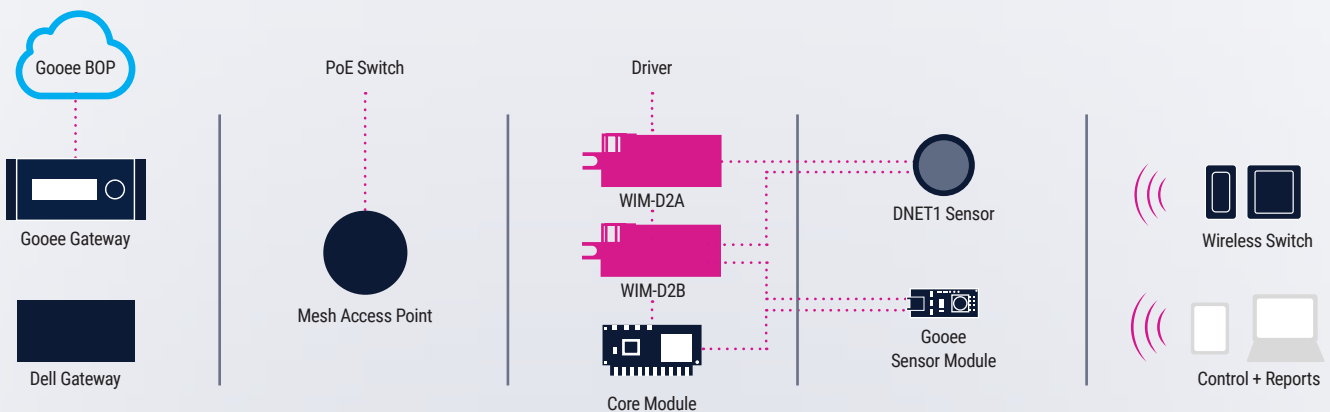 Gooee BOP
Gooee Gateway
Dell Gateway
PoE Switch
Mesh Access Point
Driver
WIM-D2A
WIM-D2B
Core Module
DNET1 Sensor
Gooee
Sensor Module
Wireless Switch
Control + Reports